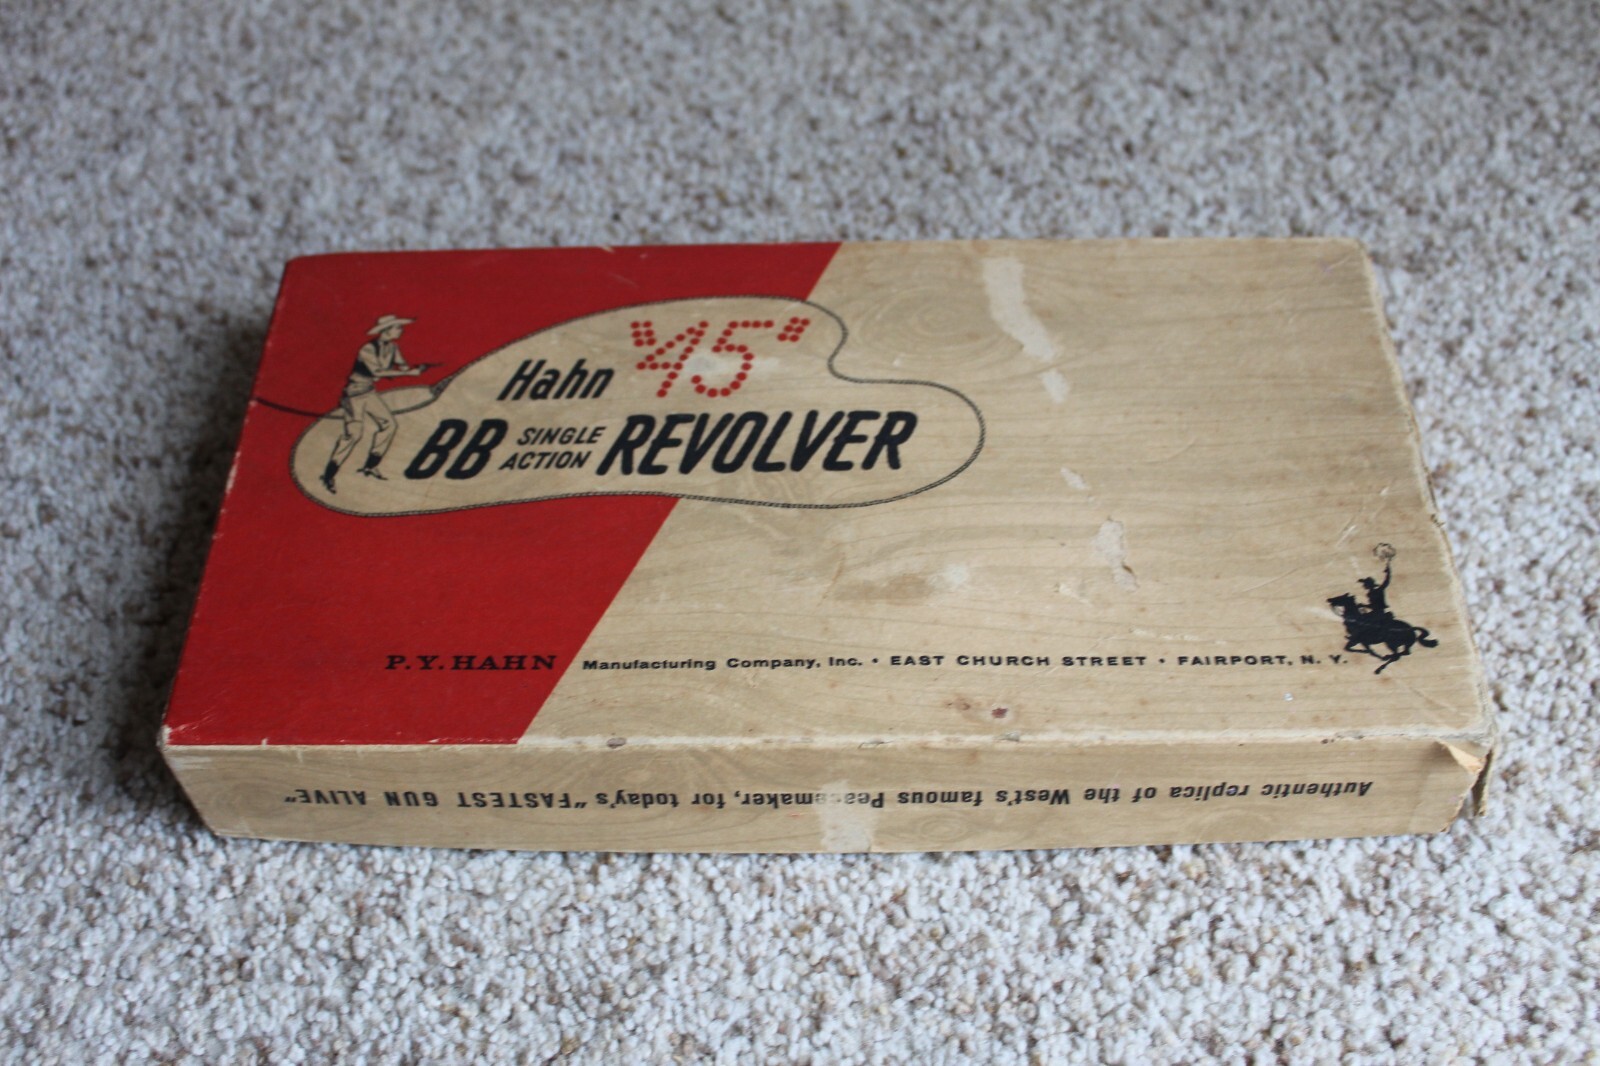 Hahn "45"
BB SINGLE ACTION REVOLVER
P. Y. HAHN Manufacturing Company, Inc. • EAST CHURCH STREET • FAIRPORT, N. Y.
Authentic replica of the West's famous Peacemaker, for today's "FASTEST GUN ALIVE"